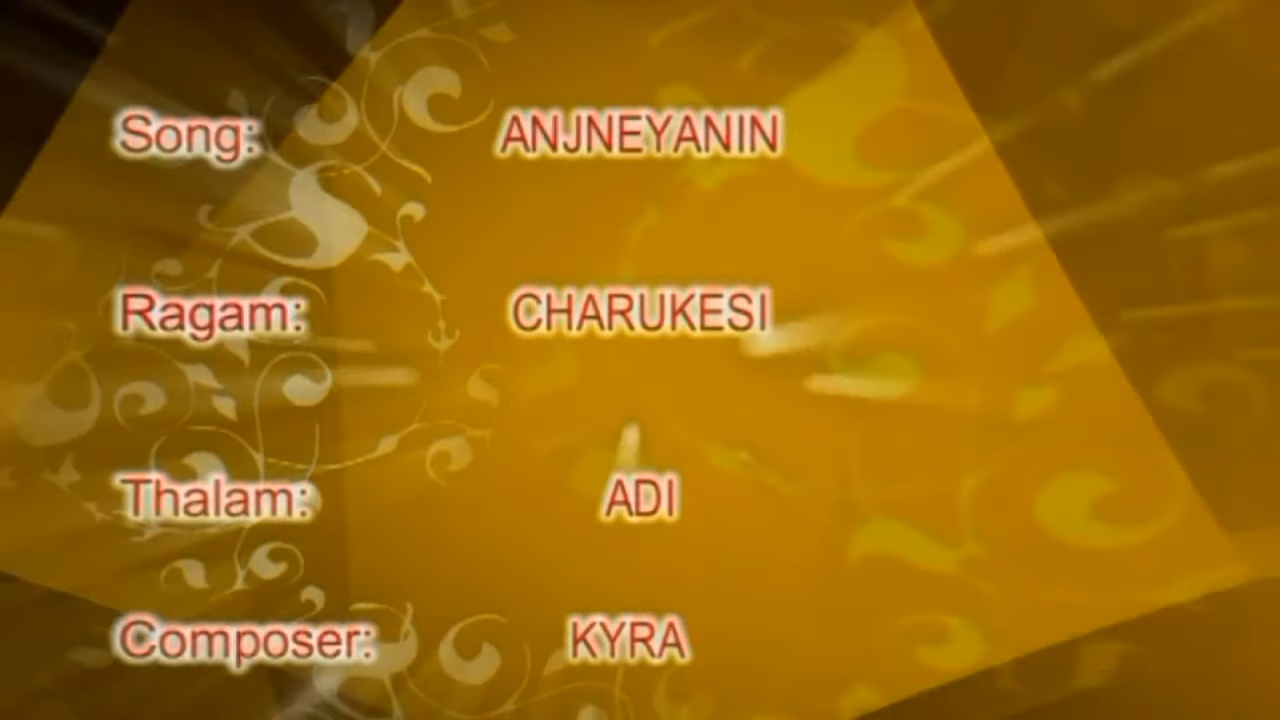 Song: ANJNEYANIN
Ragam: CHARUKESI
Thalam: ADI
Composer: KYRA